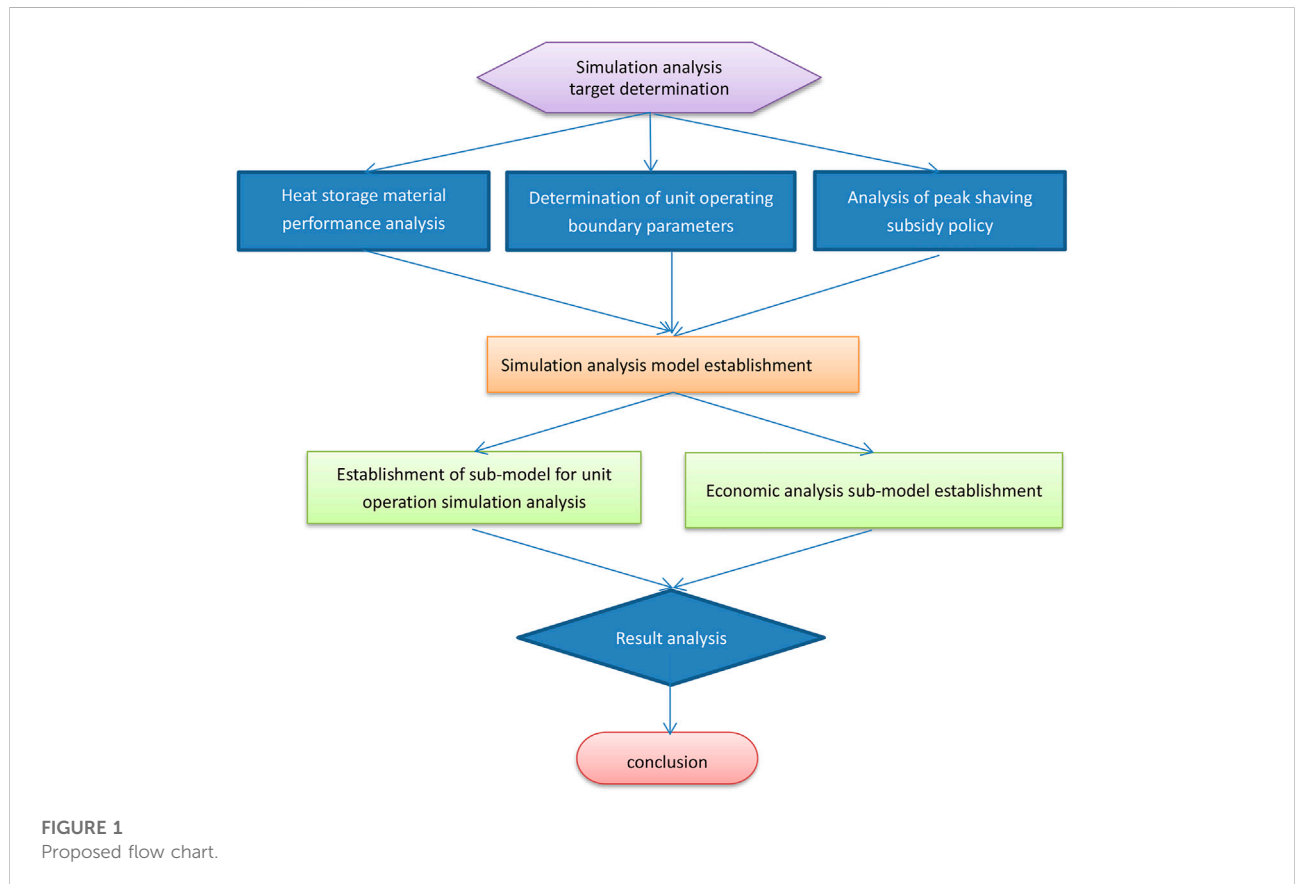 Simulation analysis
target determination
Heat storage material
performance analysis
Determination of unit operating
boundary parameters
Analysis of peak shaving
subsidy policy
Simulation analysis model establishment
Establishment of sub-model for unit
operation simulation analysis
Economic analysis sub-model establishment
Result analysis
conclusion
FIGURE 1
Proposed flow chart.